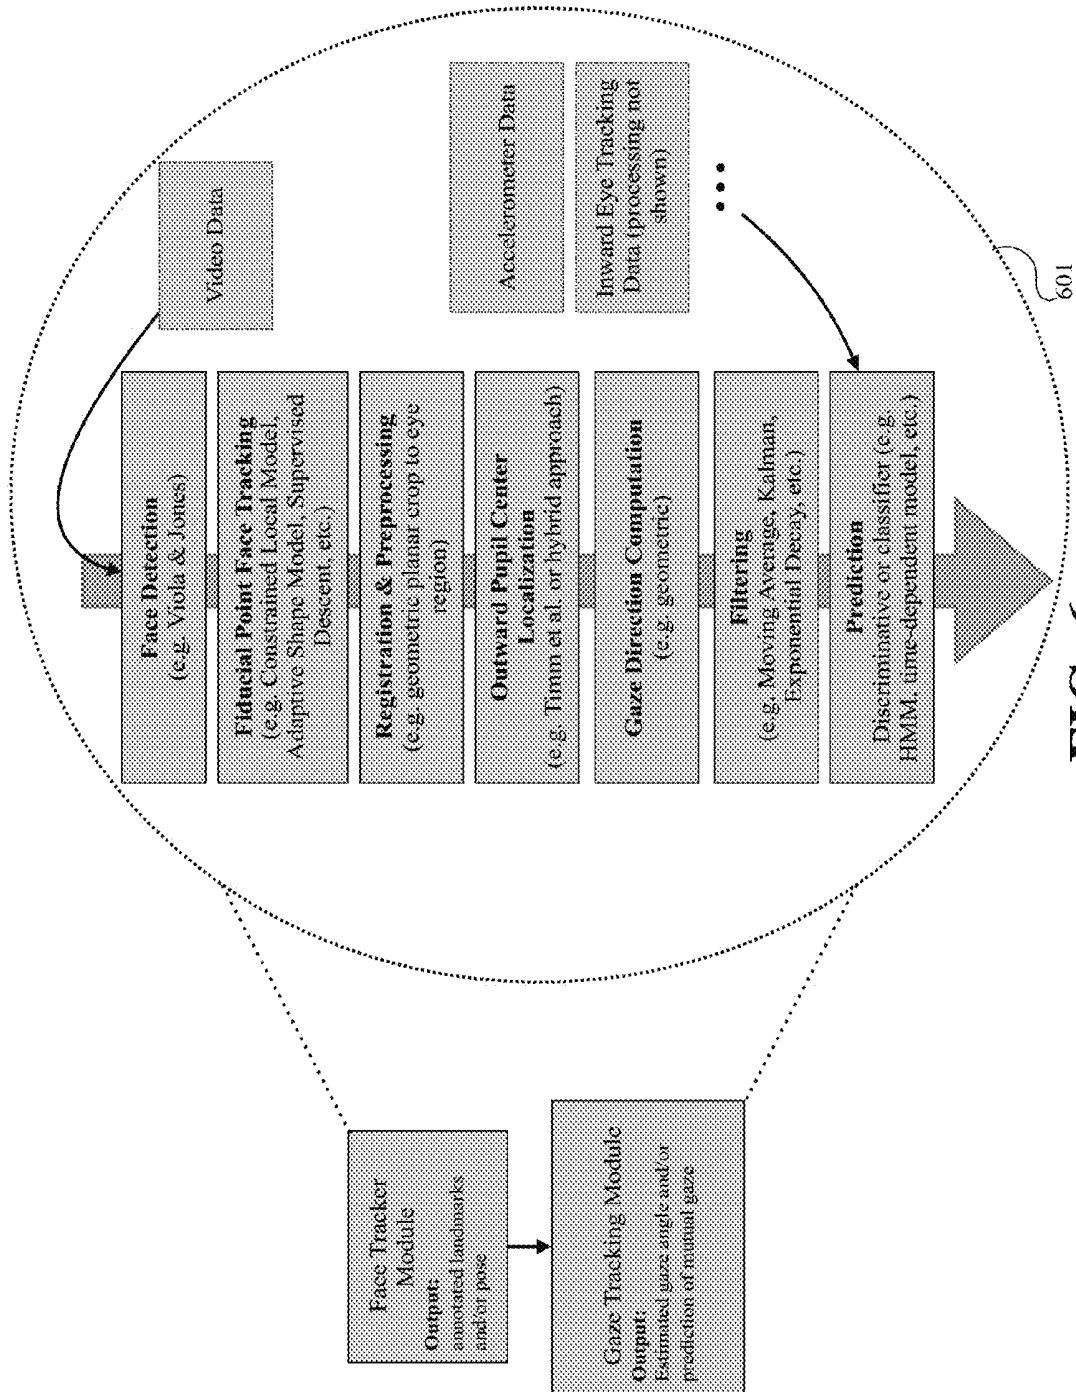 Face Tracker
Module
Output:
annotated landmarks
and/or pose
Gaze Tracking Module
Output:
Estimated gaze angle and/or
prediction of mutual gaze
Face Detection
(e.g. Viola & Jones)
Fiducial Point Face Tracking
(e.g. Constrained Local Model,
Adaptive Shape Model, Supervised
Descent, etc.)
Registration & Preprocessing
(e.g. geometric planar crop to eye
region)
Outward Pupil Center
Localization
(e.g. Timm et al. or hybrid approach)
Gaze Direction Computation
(e.g. geometric)
Filtering
(e.g. Moving Average, Kalman,
Exponential Decay, etc.)
Prediction
Discriminative or classifier (e.g.
HMM, time-dependent model, etc.)
Video Data
Accelerometer Data
Inward Eye Tracking
Data (processing not
shown)
601